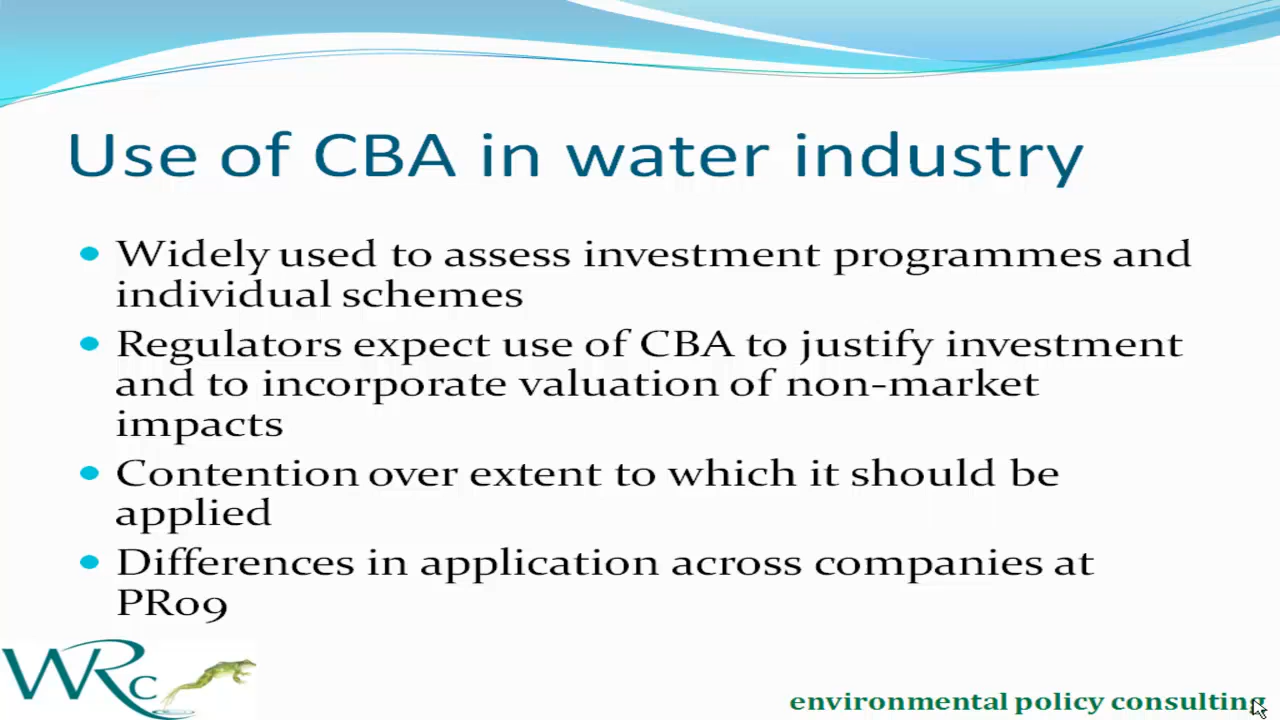 Use of CBA in water industry
• Widely used to assess investment programmes and
individual schemes
• Regulators expect use of CBA to justify investment
and to incorporate valuation of non-market
impacts
• Contention over extent to which it should be
applied
• Differences in application across companies at
PR09
WRc
environmental policy consulting